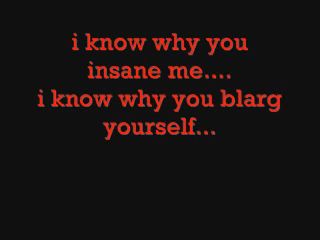 i know why you
insane me....
i know why you blarg
yourself...